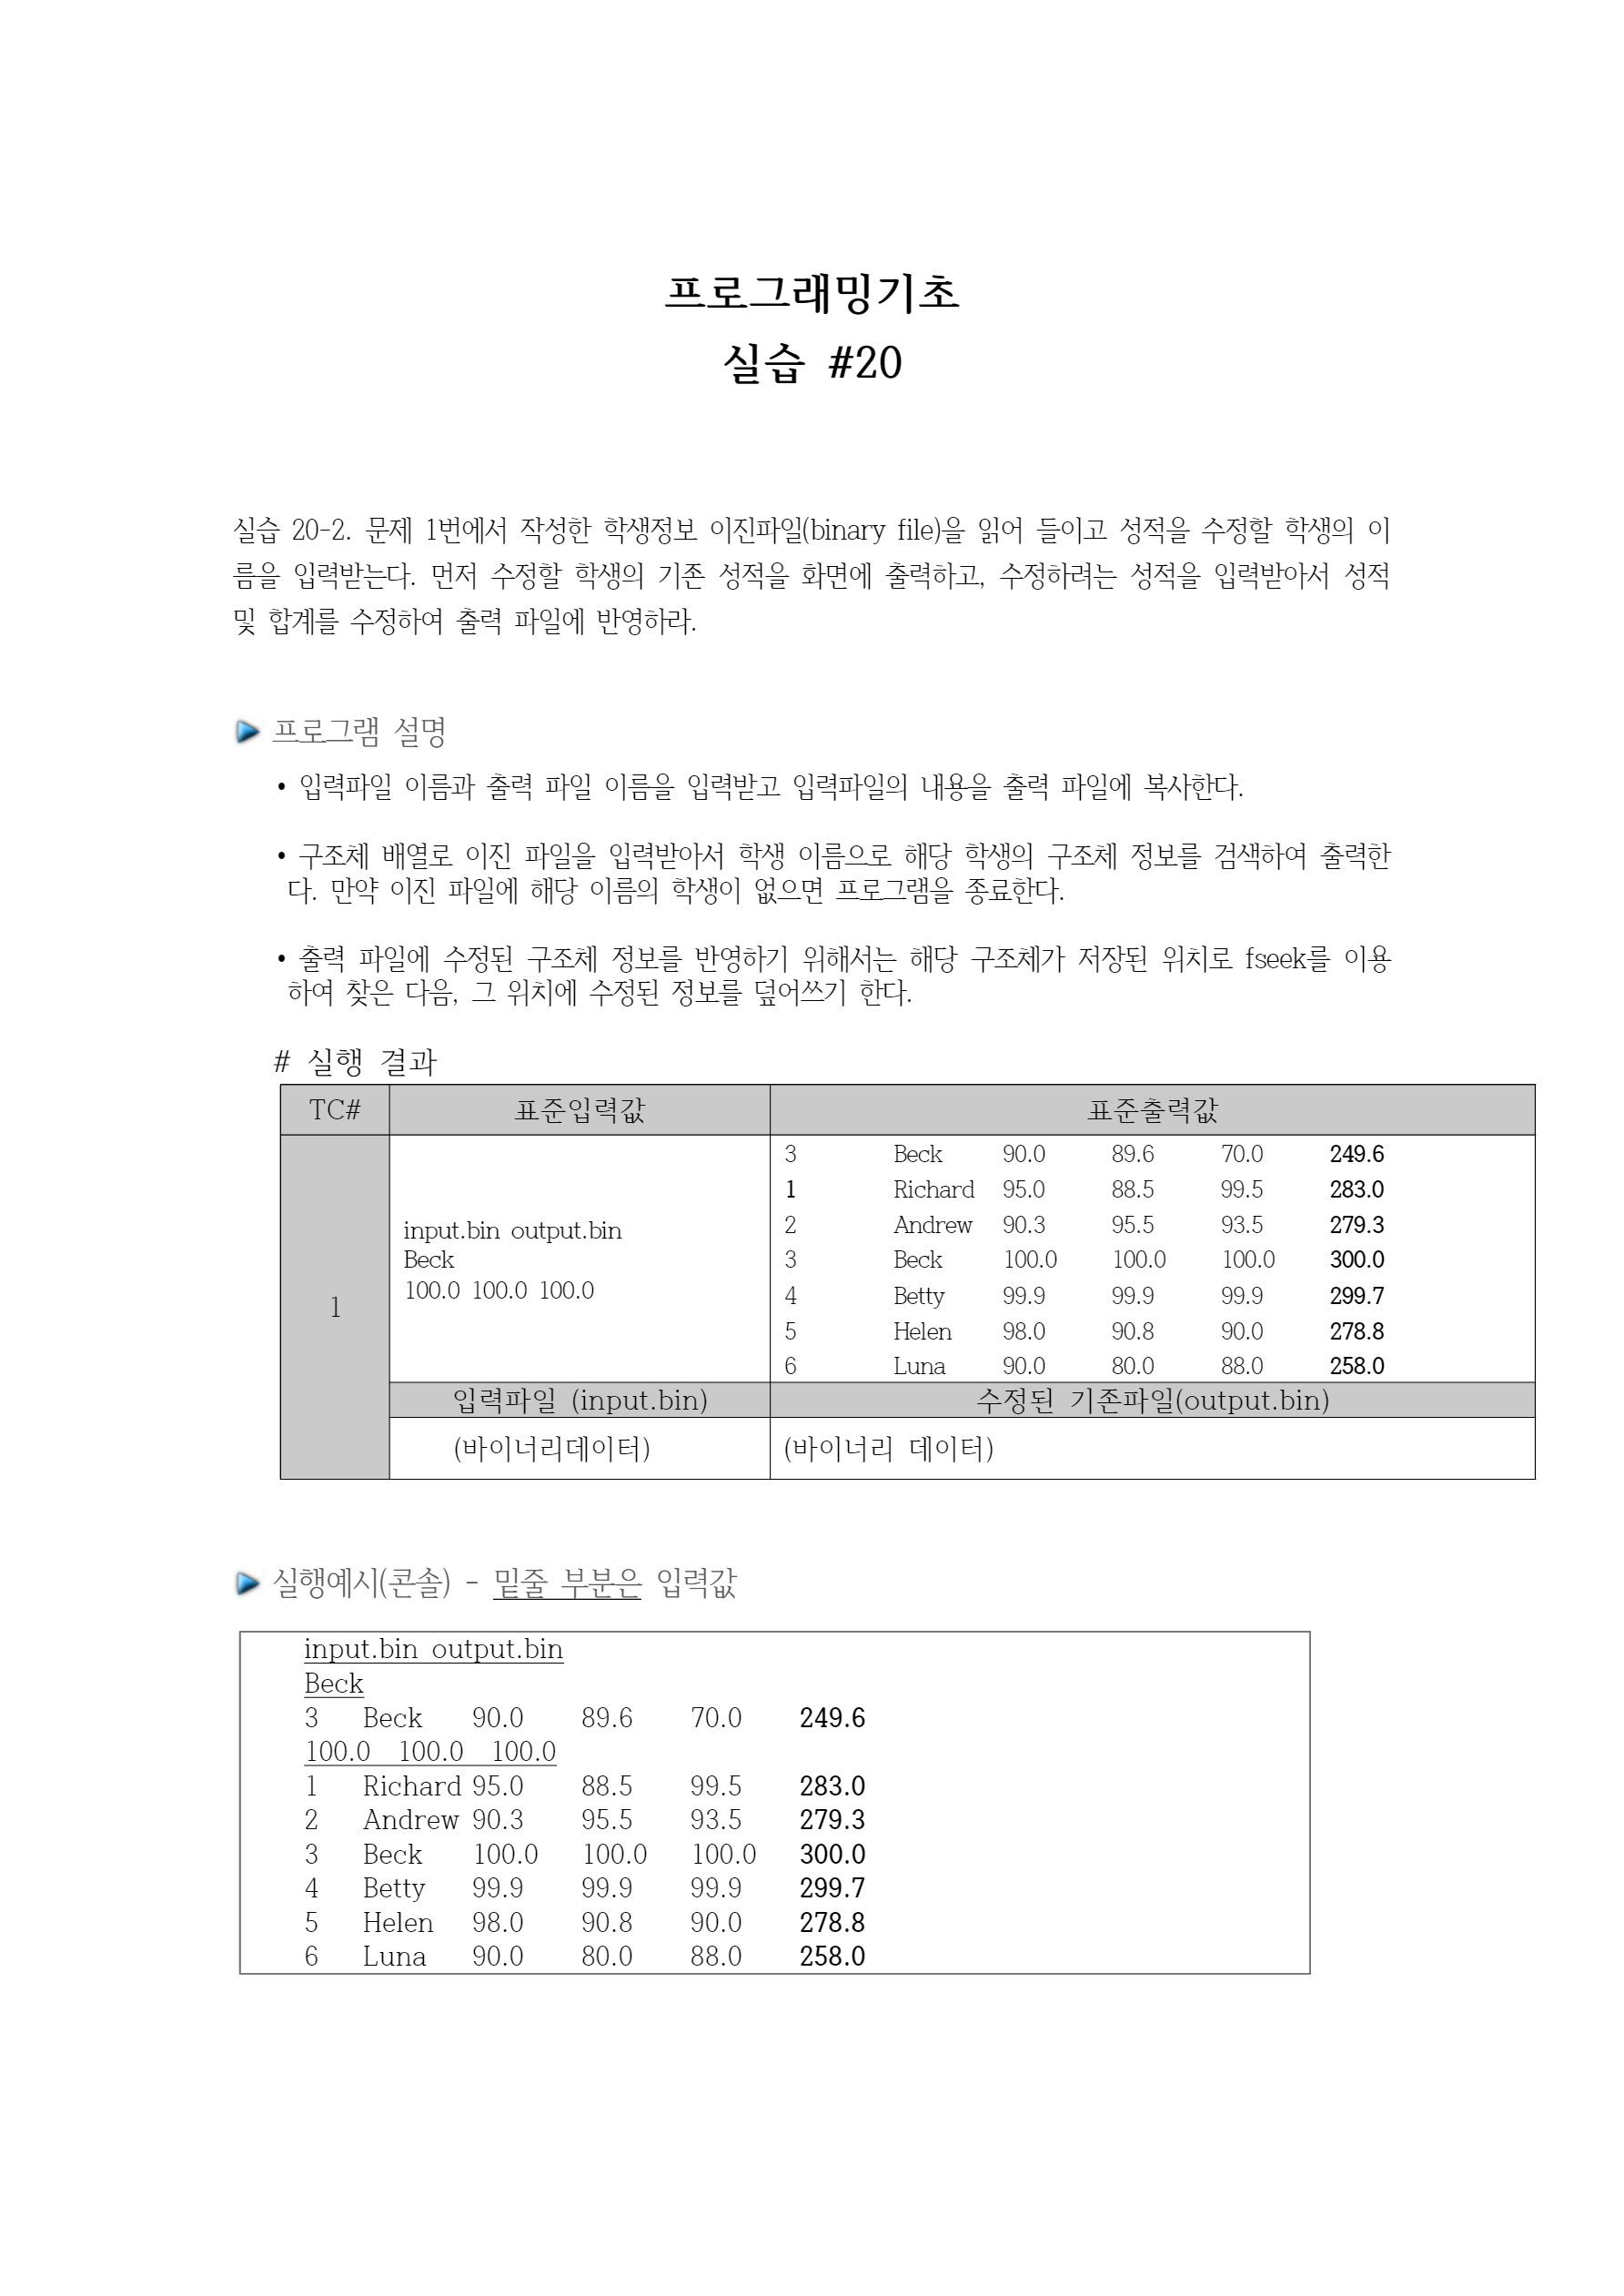 프로그래밍기초
실습 #20
실습 20-2. 문제 1번에서 작성한 학생정보 이진파일(binary file)을 읽어 들이고 성적을 수정할 학생의 이
름을 입력받는다. 먼저 수정할 학생의 기존 성적을 화면에 출력하고, 수정하려는 성적을 입력받아서 성적
및 합계를 수정하여 출력 파일에 반영하라.
프로그램 설명
• 입력파일 이름과 출력 파일 이름을 입력받고 입력파일의 내용을 출력 파일에 복사한다.
• 구조체 배열로 이진 파일을 입력받아서 학생 이름으로 해당 학생의 구조체 정보를 검색하여 출력한
다. 만약 이진 파일에 해당 이름의 학생이 없으면 프로그램을 종료한다.
• 출력 파일에 수정된 구조체 정보를 반영하기 위해서는 해당 구조체가 저장된 위치로 fseek를 이용
하여 찾은 다음, 그 위치에 수정된 정보를 덮어쓰기 한다.
# 실행 결과
TC# 표준입력값 표준출력값
1
input.bin output.bin
Beck
100.0 100.0 100.0
3 Beck 90.0 89.6 70.0 249.6
1 Richard 95.0 88.5 99.5 283.0
2 Andrew 90.3 95.5 93.5 279.3
3 Beck 100.0 100.0 100.0 300.0
4 Betty 99.9 99.9 99.9 299.7
5 Helen 98.0 90.8 90.0 278.8
6 Luna 90.0 80.0 88.0 258.0
입력파일 (input.bin) 수정된 기존파일(output.bin)
(바이너리데이터) (바이너리 데이터)
실행예시(콘솔) - 밑줄 부분은 입력값
input.bin output.bin
Beck
3 Beck 90.0 89.6 70.0 249.6
100.0 100.0 100.0
1 Richard 95.0 88.5 99.5 283.0
2 Andrew 90.3 95.5 93.5 279.3
3 Beck 100.0 100.0 100.0 300.0
4 Betty 99.9 99.9 99.9 299.7
5 Helen 98.0 90.8 90.0 278.8
6 Luna 90.0 80.0 88.0 258.0